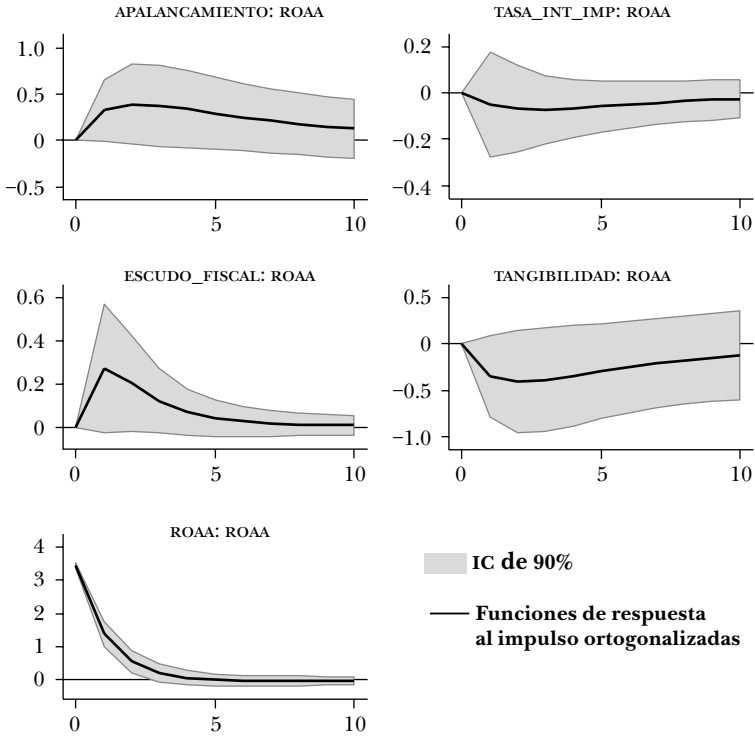 APALANCAMIENTO: ROAA
1.0
0.5
0
−0.5
0 5 10
TASA_INT_IMP: ROAA
0.2
0
−0.2
−0.4
0 5 10
ESCUDO_FISCAL: ROAA
0.6
0.4
0.2
0
0 5 10
TANGIBILIDAD: ROAA
0.5
0
−0.5
−1.0
0 5 10
ROAA: ROAA
4
3
2
1
0
0 5 10
IC de 90%
Funciones de respuesta
al impulso ortogonalizadas